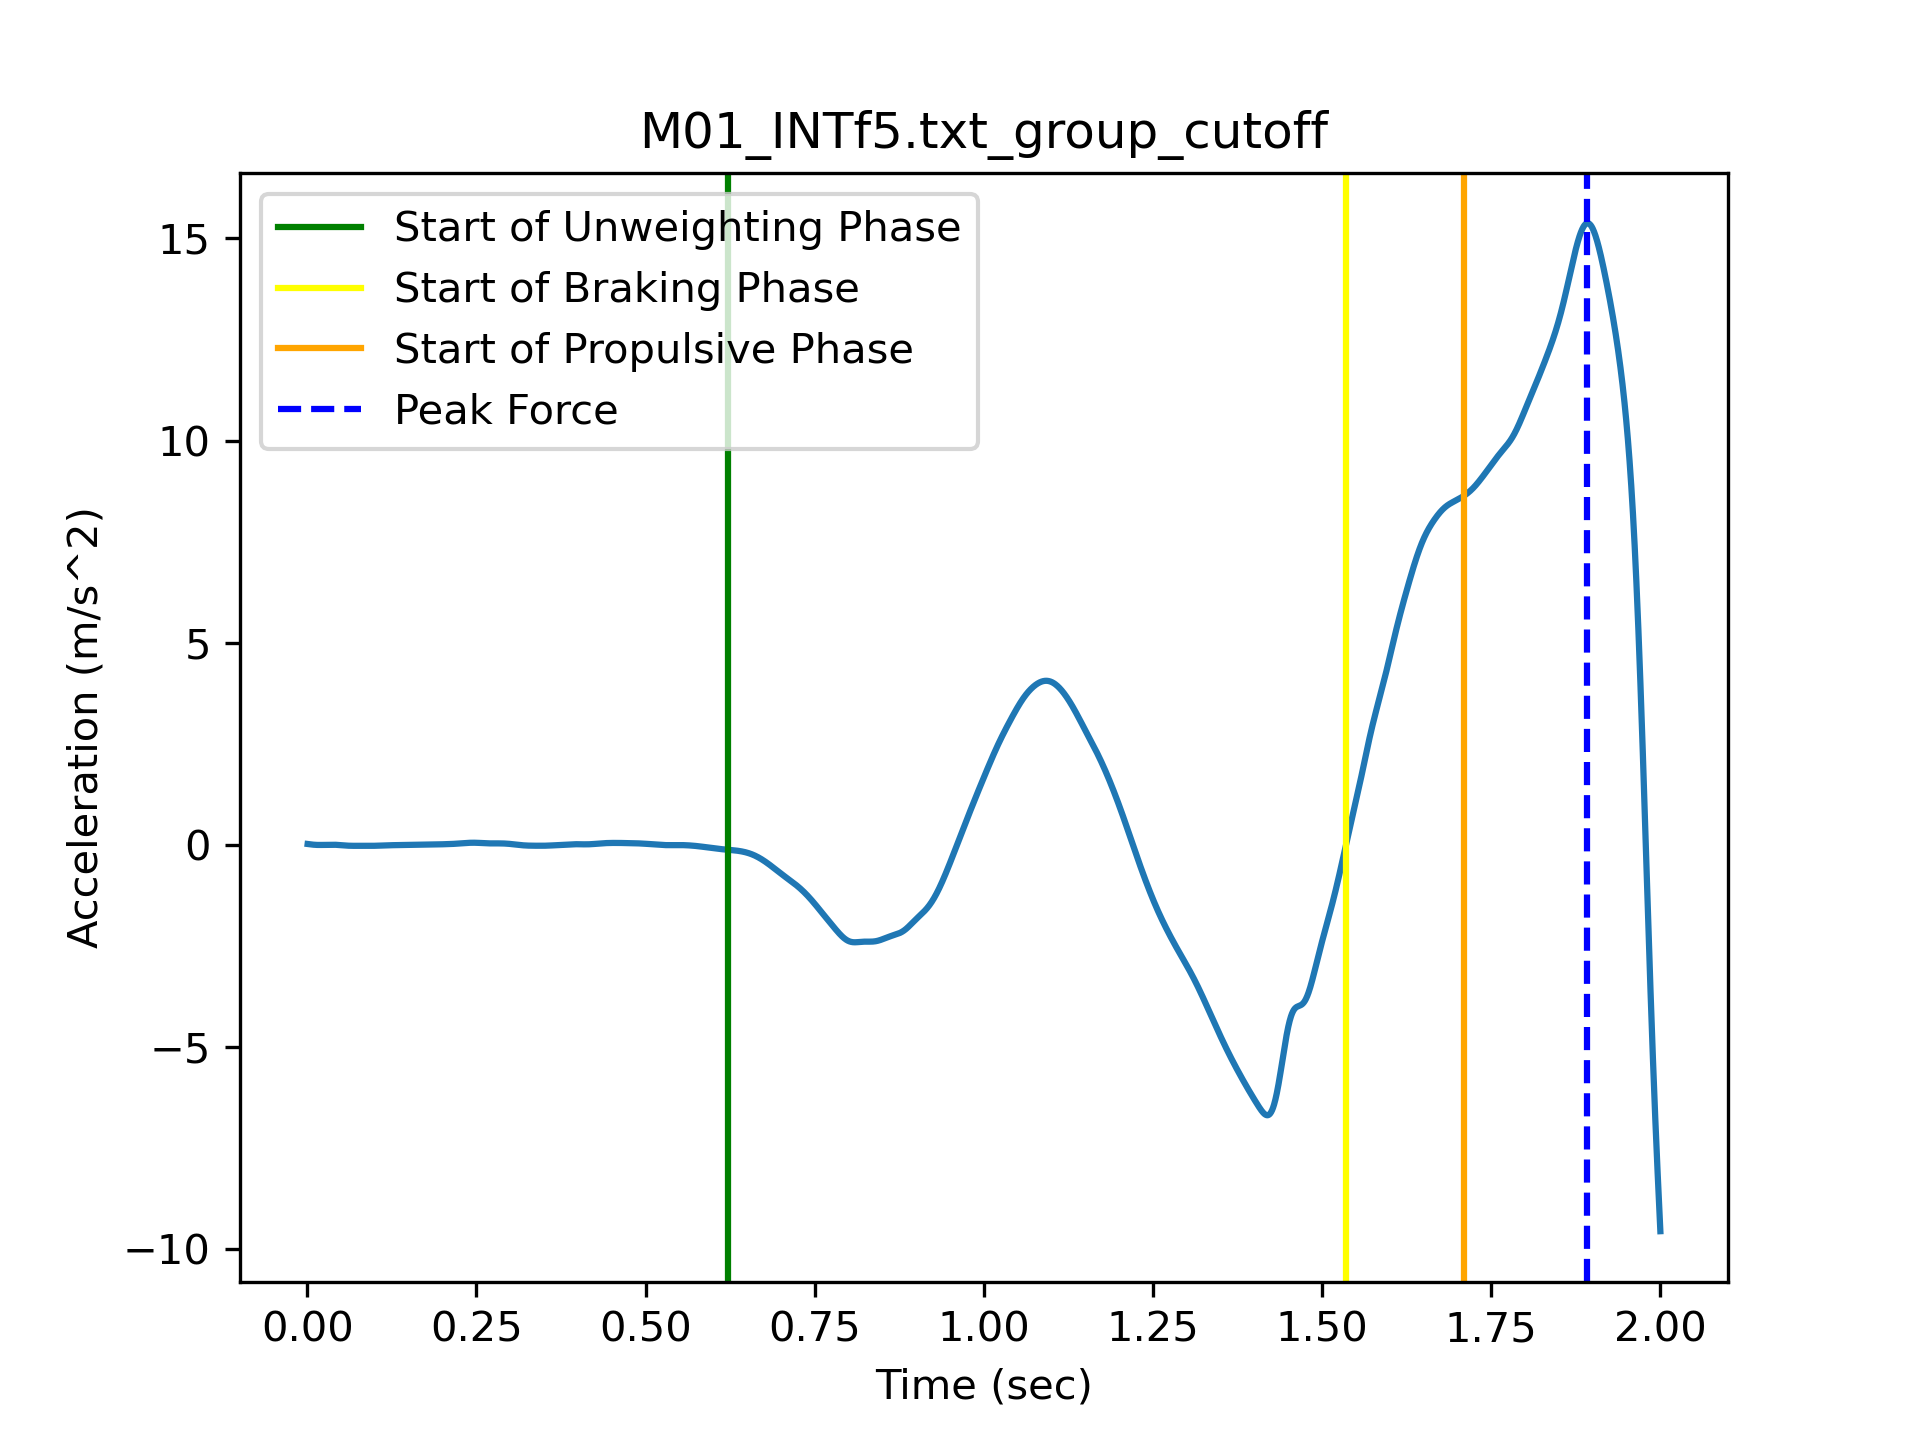 M01_INTf5.txt_group_cutoff
Start of Unweighting Phase
Start of Braking Phase
Start of Propulsive Phase
Peak Force
Acceleration (m/s^2)
15
10
5
0
−5
−10
0.00 0.25 0.50 0.75 1.00 1.25 1.50 1.75 2.00
Time (sec)